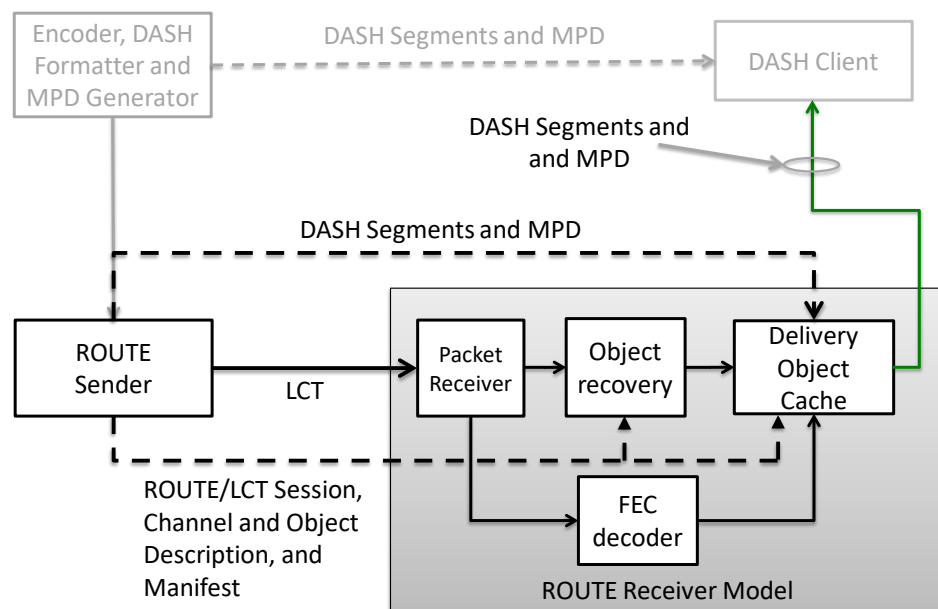 Encoder, DASH
Formatter and
MPD Generator
DASH Segments and MPD
DASH Client
DASH Segments and
and MPD
DASH Segments and MPD
ROUTE
Sender
LCT
Packet
Receiver
Object
recovery
Delivery
Object
Cache
ROUTE/LCT Session,
Channel and Object
Description, and
Manifest
FEC
decoder
ROUTE Receiver Model